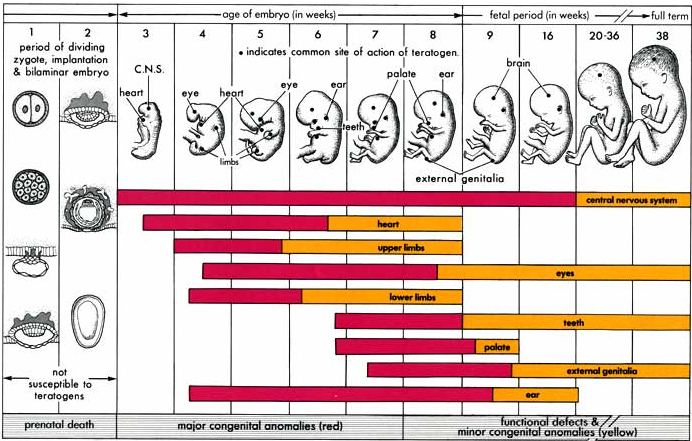 age of embryo (in weeks)
fetal period (in weeks)
full term
1 2 3 4 5 6 7 8 9 16 20-36 38
period of dividing
zygote, implantation
& bilaminar embryo
• indicates common site of action of teratogen.
C.N.S.
heart
eye
heart
eye
ear
palate
ear
brain
limbs
teeth
external genitalia
central nervous system
heart
upper limbs
eyes
lower limbs
teeth
palate
external genitalia
ear
not
susceptible to
teratogens
prenatal death
major congenital anomalies (red)
functional defects &
minor congenital anomalies (yellow)